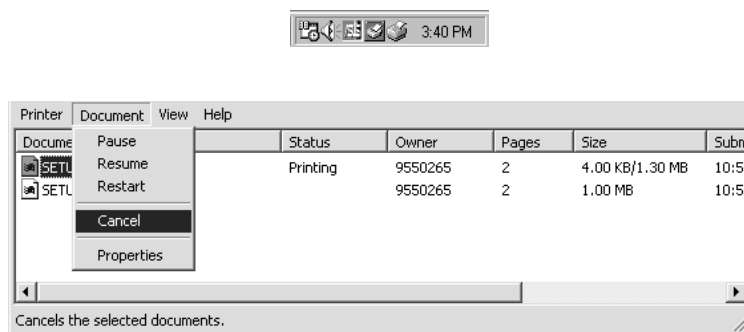 3:40 PM
Printer Document View Help
Docume Status Owner Pages Size Subm
Pause
SETU Resume Printing 9550265 2 4.00 KB/1.30 MB 10:5
SETU Restart 9550265 2 1.00 MB 10:5
Cancel
Properties
Cancels the selected documents.